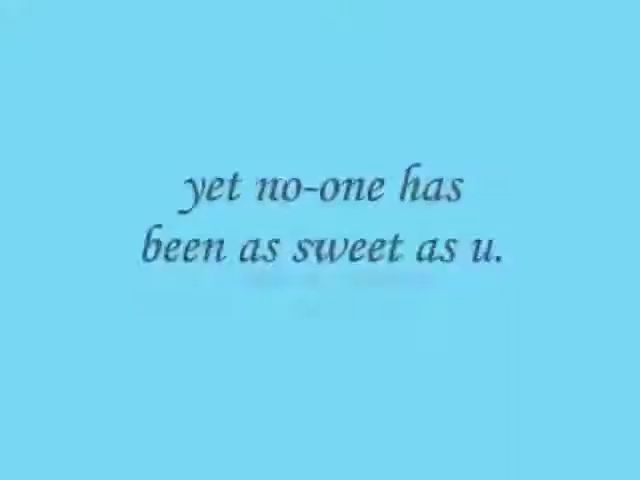 yet no-one has
been as sweet as u.